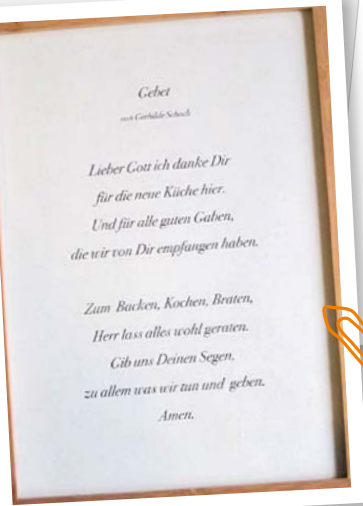 Gebet
von Gerhilde Schoch
Lieber Gott ich danke Dir
für die neue Küche hier.
Und für alle guten Gaben,
die wir von Dir empfangen haben.
Zum Backen, Kochen, Braten,
Herr lass alles wohl geraten.
Gib uns Deinen Segen,
zu allem was wir tun und geben.
Amen.